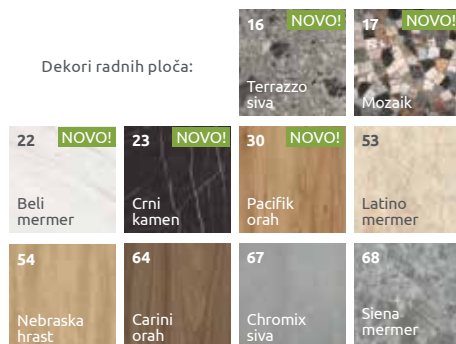 Dekori radnih ploča:
16 NOVO!
Terrazzo
siva
17 NOVO!
Mozaik
22 NOVO!
Beli
mermer
23 NOVO!
Crni
kamen
30 NOVO!
Pacifik
orah
53
Latino
mermer
54
Nebraska
hrast
64
Carini
orah
67
Chromix
siva
68
Siena
mermer